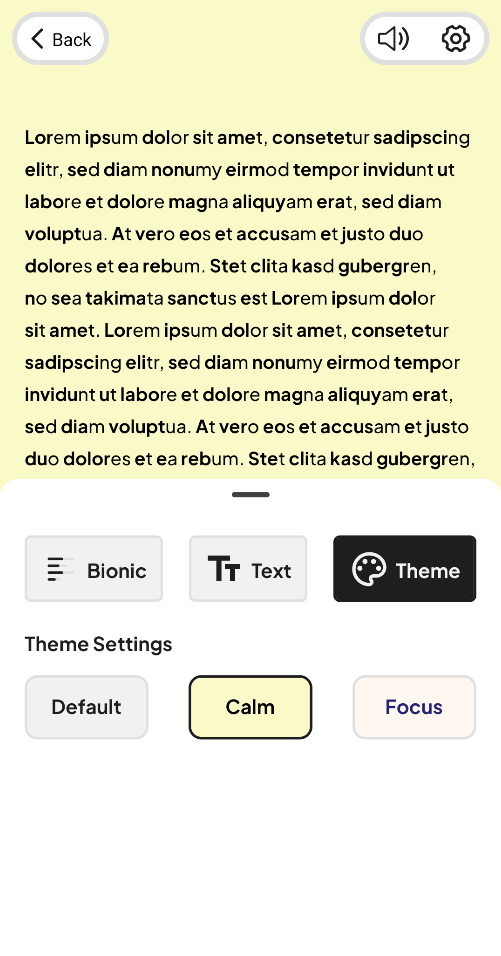 Back
Lorem ipsum dolor sit amet, consetetur sadipscing
elitr, sed diam nonumy eirmod tempor invidunt ut
labore et dolore magna aliquyam erat, sed diam
voluptua. At vero eos et accusam et justo duo
dolores et ea rebum. Stet clita kasd gubergren,
no sea takimata sanctus est Lorem ipsum dolor
sit amet. Lorem ipsum dolor sit amet, consetetur
sadipscing elitr, sed diam nonumy eirmod tempor
invidunt ut labore et dolore magna aliquyam erat,
sed diam voluptua. At vero eos et accusam et justo
duo dolores et ea rebum. Stet clita kasd gubergren,
Bionic
TT Text
Theme
Theme Settings
Default
Calm
Focus